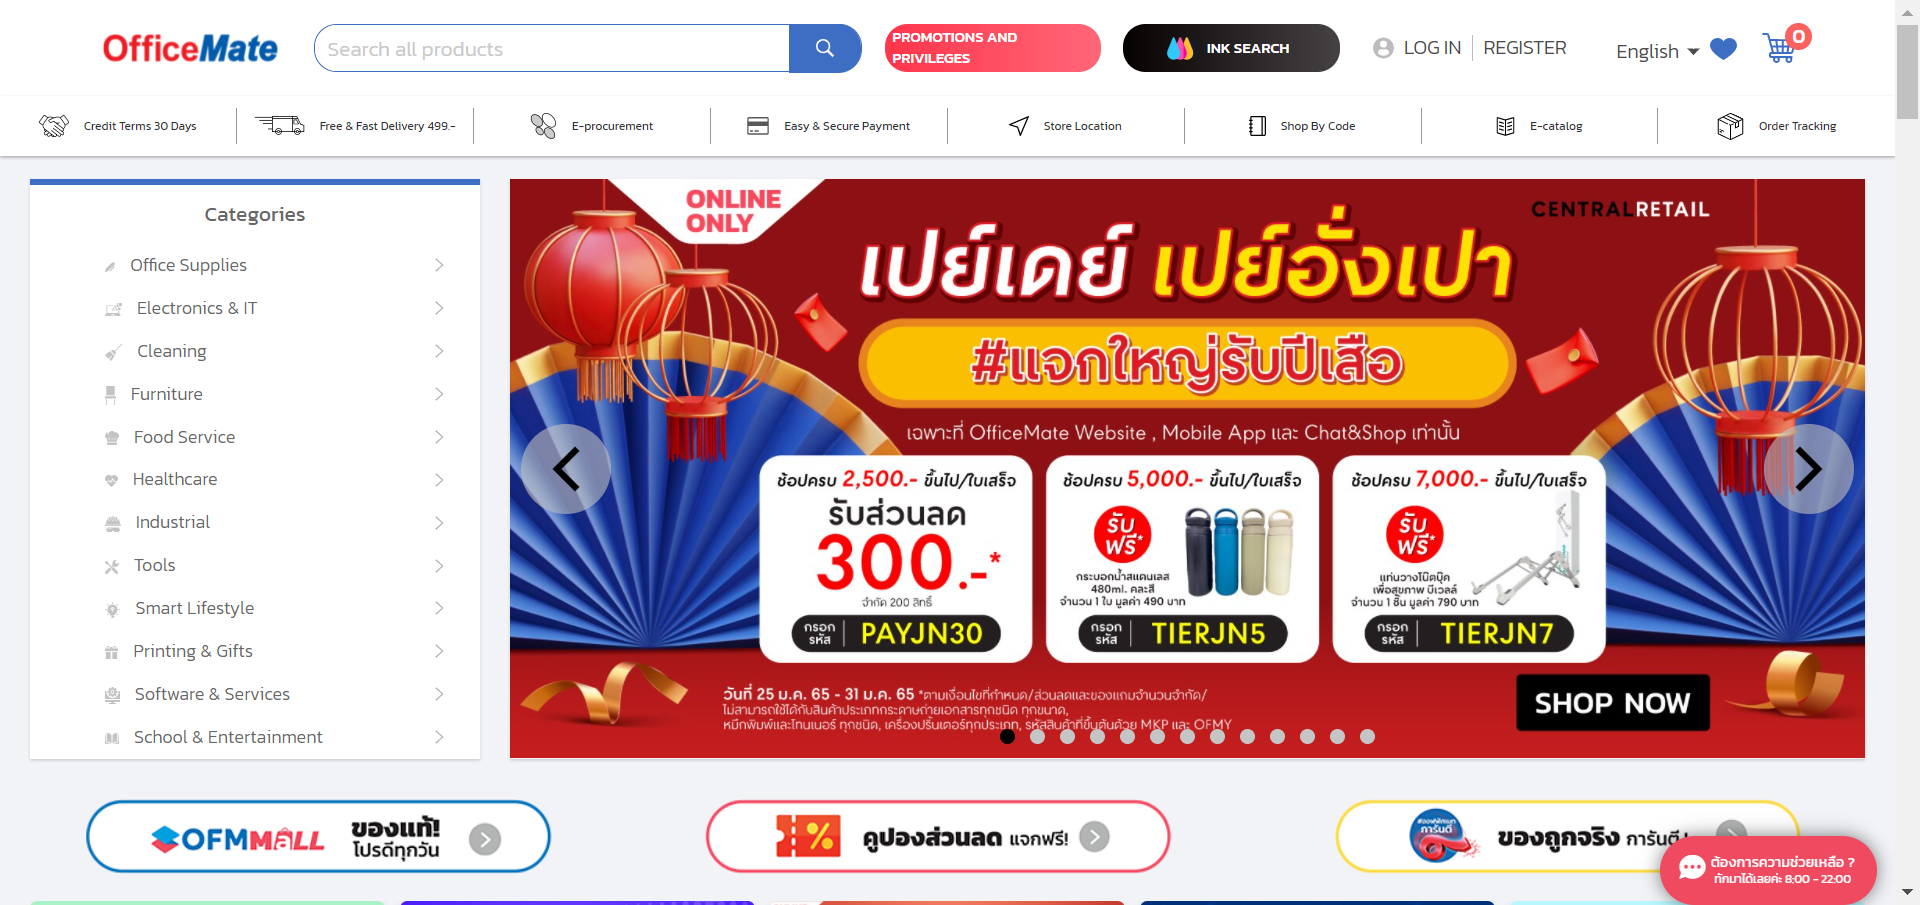 OfficeMate
Search all products
PROMOTIONS AND
PRIVILEGES
INK SEARCH
LOG IN
REGISTER
English
0
Credit Terms 30 Days
Free & Fast Delivery 499.-
E-procurement
Easy & Secure Payment
Store Location
Shop By Code
E-catalog
Order Tracking
Categories
Office Supplies
Electronics & IT
Cleaning
Furniture
Food Service
Healthcare
Industrial
Tools
Smart Lifestyle
Printing & Gifts
Software & Services
School & Entertainment
ONLINE
ONLY
CENTRALRETAIL
เปย์เดย์ เปย์อั่งเปา
#แจกใหญ่รับปีเสือ
เฉพาะที่ OfficeMate Website , Mobile App และ Chat&Shop เท่านั้น
ช้อปครบ 2,500.- ขึ้นไป/ใบเสร็จ
รับส่วนลด
300.-*
จำกัด 200 สิทธิ์
กรอก
รหัส
PAYJN30
ช้อปครบ 5,000.- ขึ้นไป/ใบเสร็จ
รับ
ฟรี*
กระบอกน้ำสแตนเลส
480ml. คละสี
จำนวน 1 ใบ มูลค่า 490 บาท
กรอก
รหัส
TIERJN5
ช้อปครบ 7,000.- ขึ้นไป/ใบเสร็จ
รับ
ฟรี*
แท่นวางโน๊ตบุ๊ค
เพื่อสุขภาพ บีเวลล์
จำนวน 1 ชิ้น มูลค่า 790 บาท
กรอก
รหัส
TIERJN7
วันที่ 25 ม.ค. 65 - 31 ม.ค. 65 *ตามเงื่อนไขที่กำหนด/ส่วนลดและของแถมจำนวนจำกัด/
ไม่สามารถใช้ได้กับสินค้าประเภทกระดาษถ่ายเอกสารทุกชนิด ทุกขนาด,
หมึกพิมพ์และโทนเนอร์ ทุกชนิด, เครื่องปริ้นเตอร์ทุกประเภท, รหัสสินค้าที่ขึ้นต้นด้วย MKP และ OFMY
SHOP NOW
OFMMALL
ของแท้!
โปรดีทุกวัน
%
คูปองส่วนลด แจกฟรี!
#ออฟฟิศเมท
การันตี
ของถูกจริง การันตี !
ต้องการความช่วยเหลือ ?
ทักมาได้เลยค่ะ 8:00 - 22:00